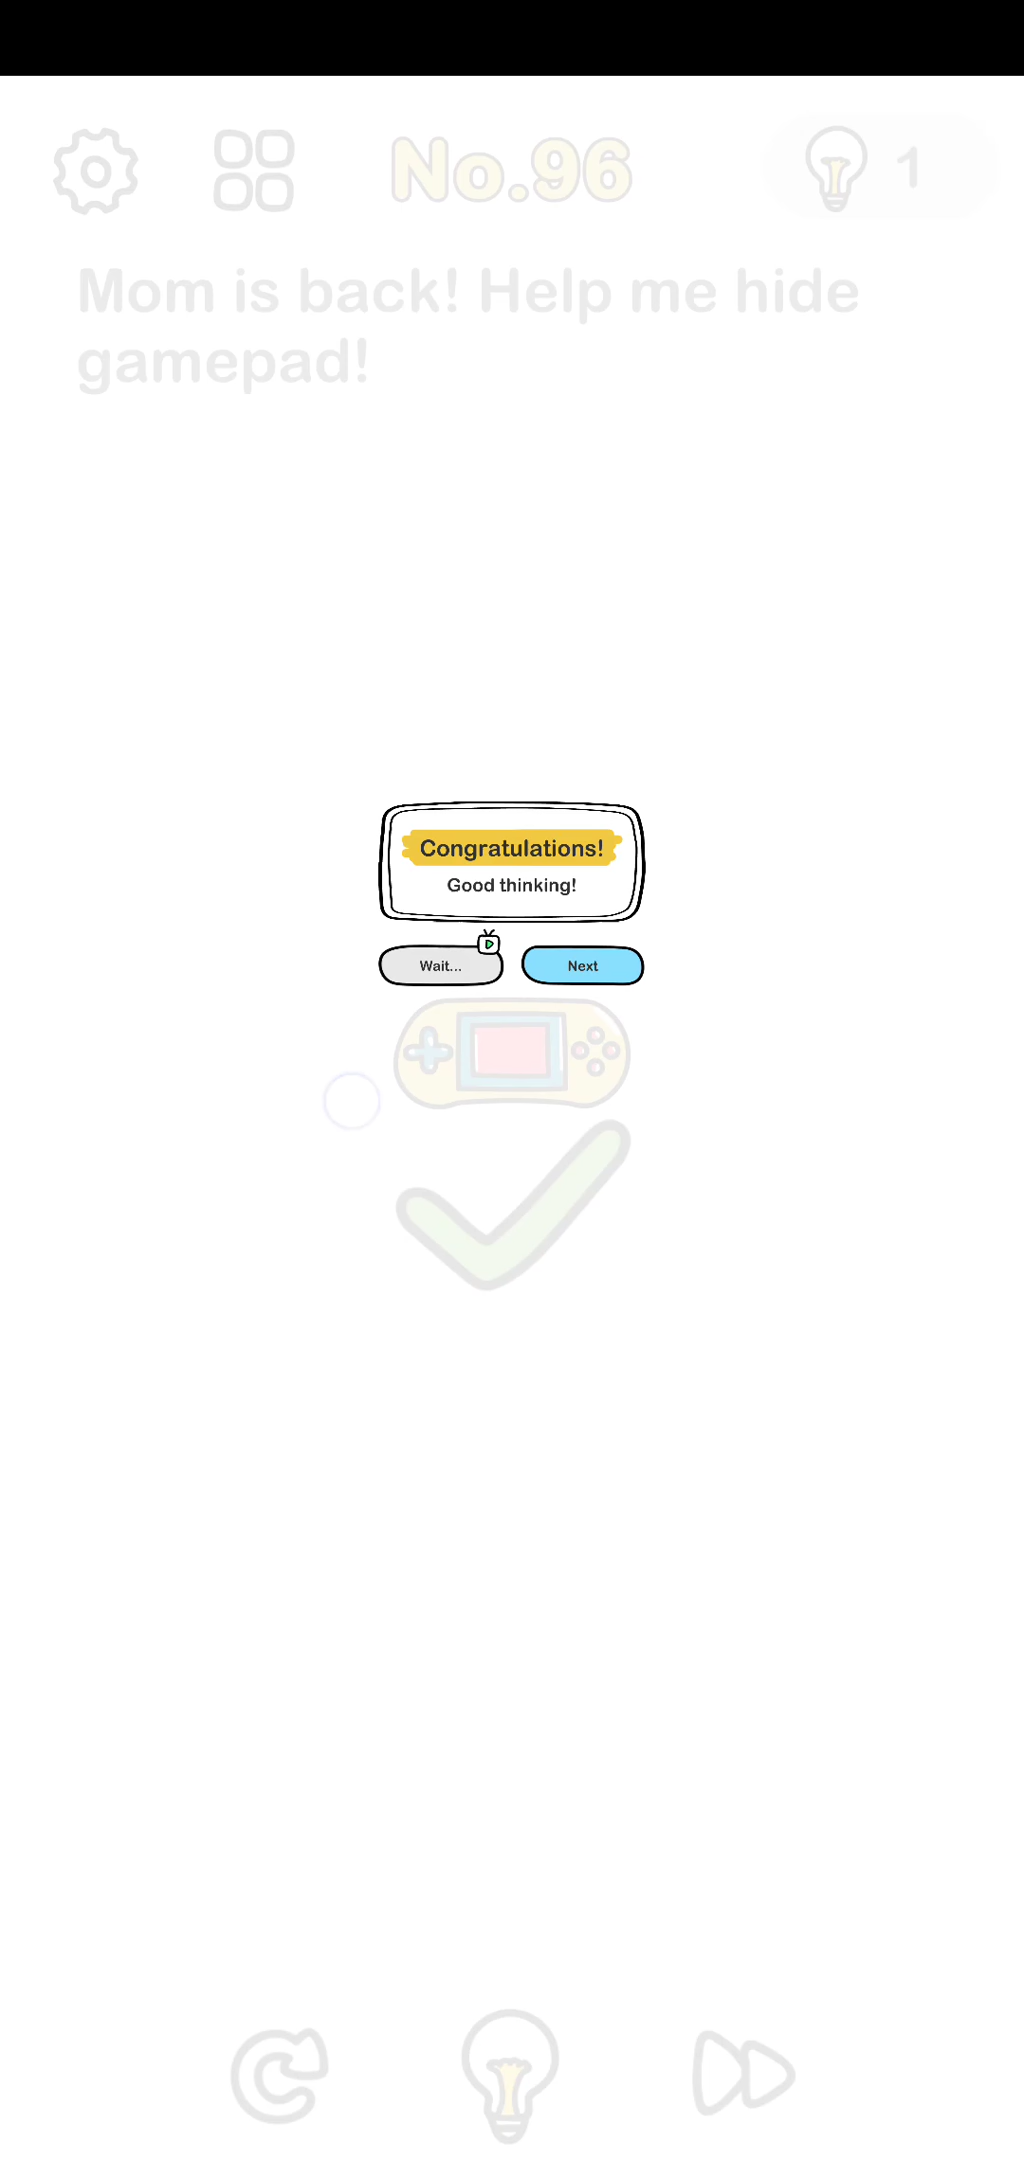 No.96
1
Mom is back! Help me hide
gamepad!
Congratulations!
Good thinking!
Wait...
Next